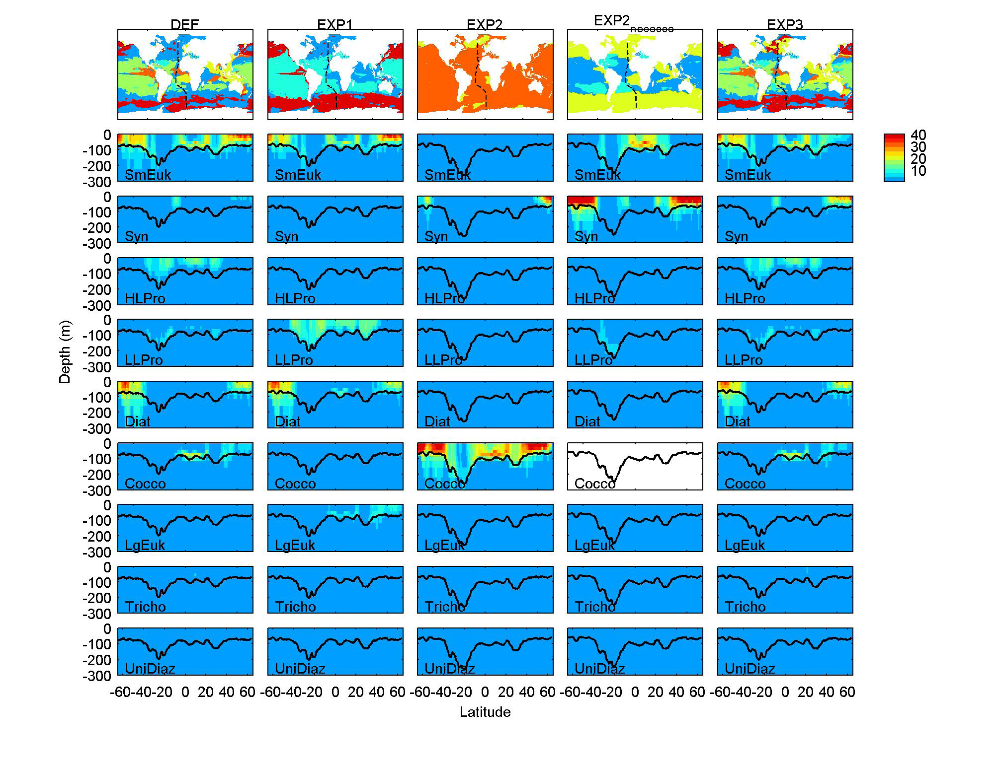 DEF EXP1 EXP2 EXP2nococco EXP3
0 -100 -200 -300 SmEuk SmEuk SmEuk SmEuk SmEuk 40 30 20 10
0 -100 -200 -300 Syn Syn Syn Syn Syn
0 -100 -200 -300 HLPro HLPro HLPro HLPro HLPro
0 -100 -200 -300 LLPro LLPro LLPro LLPro LLPro
Depth (m)
0 -100 -200 -300 Diat Diat Diat Diat Diat
0 -100 -200 -300 Cocco Cocco Cocco Cocco Cocco
0 -100 -200 -300 LgEuk LgEuk LgEuk LgEuk LgEuk
0 -100 -200 -300 Tricho Tricho Tricho Tricho Tricho
0 -100 -200 -300 UniDiaz UniDiaz UniDiaz UniDiaz UniDiaz
-60 -40 -20 0 20 40 60 -60 -40 -20 0 20 40 60 -60 -40 -20 0 20 40 60 -60 -40 -20 0 20 40 60 -60 -40 -20 0 20 40 60
Latitude